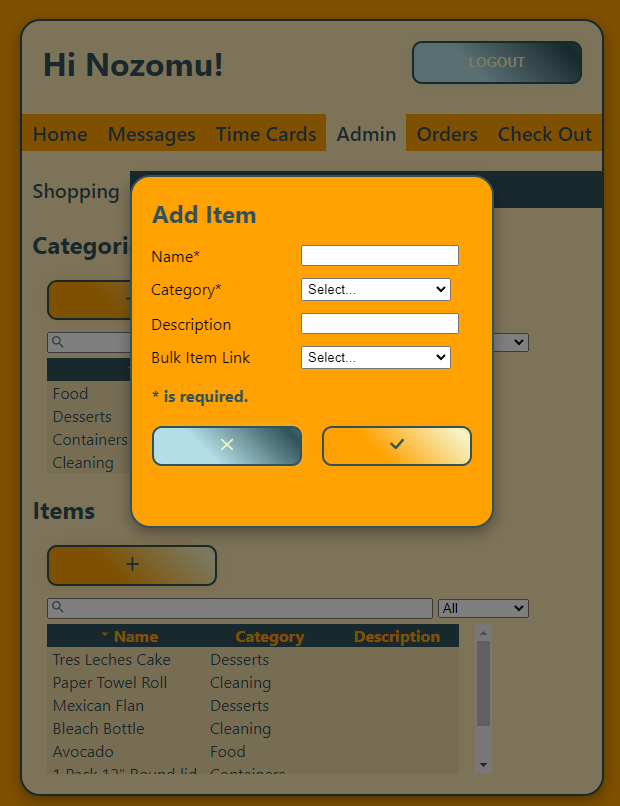 Hi Nozomu!
LOGOUT
Home Messages Time Cards Admin Orders Check Out
Shopping
Add Item
Name*
Category* Select...
Description
Bulk Item Link Select...
* is required.
Food
Desserts
Containers
Cleaning
Items
All
Name Category Description
Tres Leches Cake Desserts
Paper Towel Roll Cleaning
Mexican Flan Desserts
Bleach Bottle Cleaning
Avocado Food
1 Pack 12" Round lid Containers